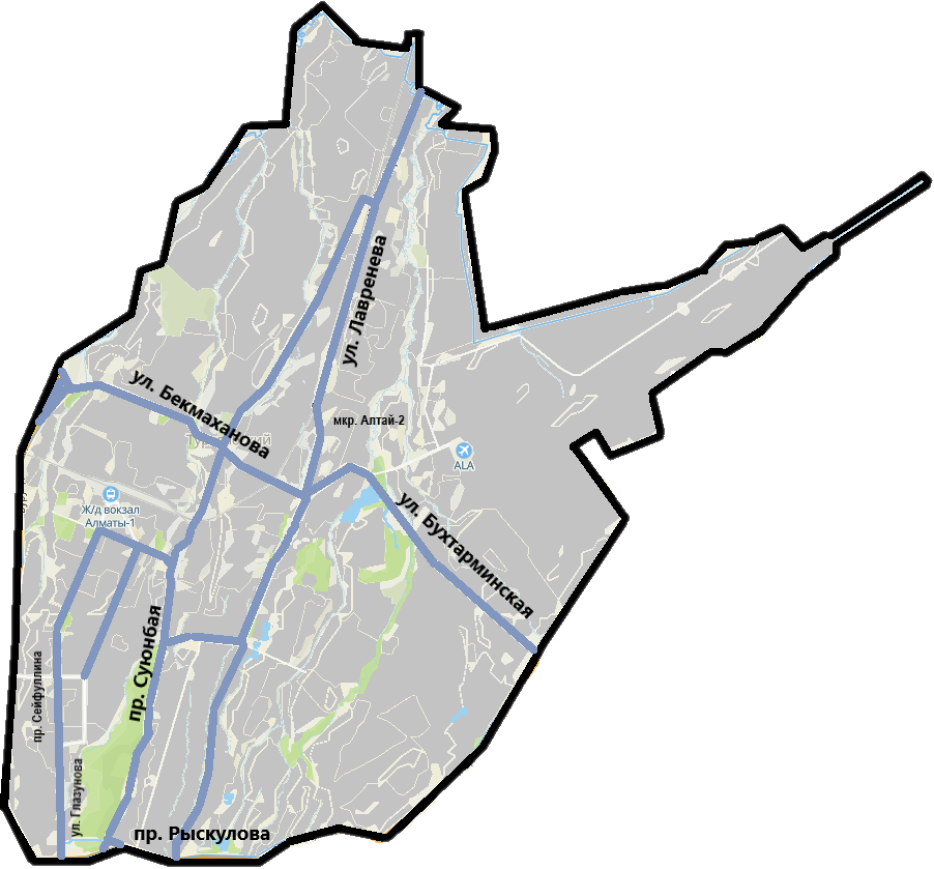 ул. Лавренева
ул. Бекмаханова
мкр. Алтай-2
ALA
Ж/д вокзал
Алматы-1
ул. Бухтарминская
пр. Суюнбая
пр. Сейфуллина
ул. Глазунова
пр. Рыскулова